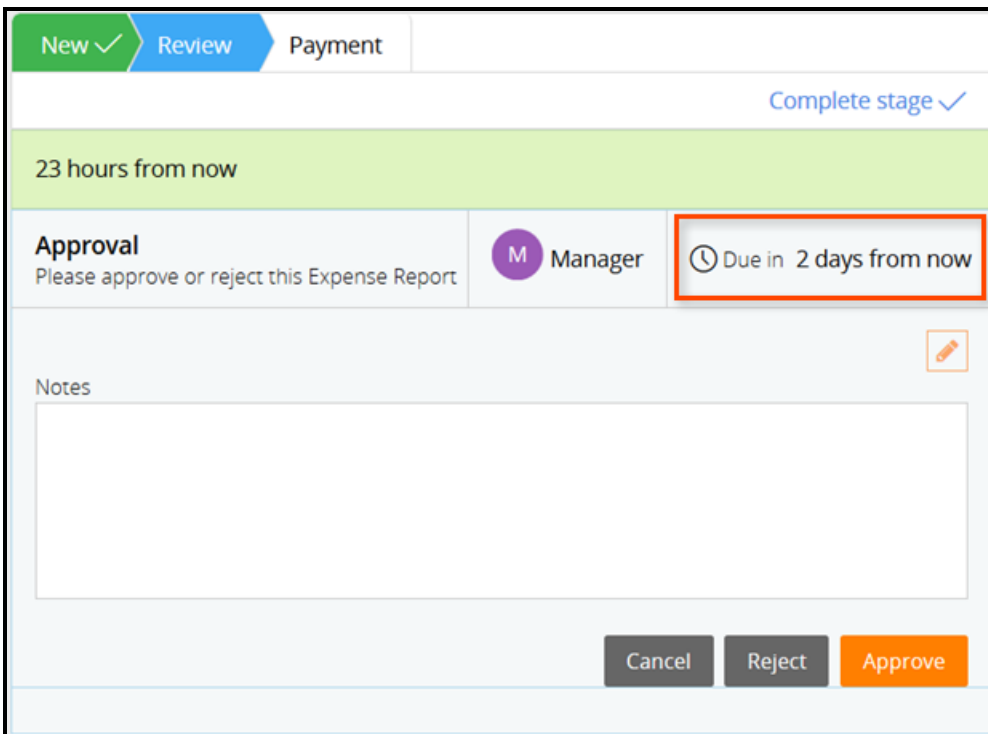 New Review Payment
Complete stage
23 hours from now
Approval
Please approve or reject this Expense Report
M Manager
Due in 2 days from now
Notes
Cancel Reject Approve